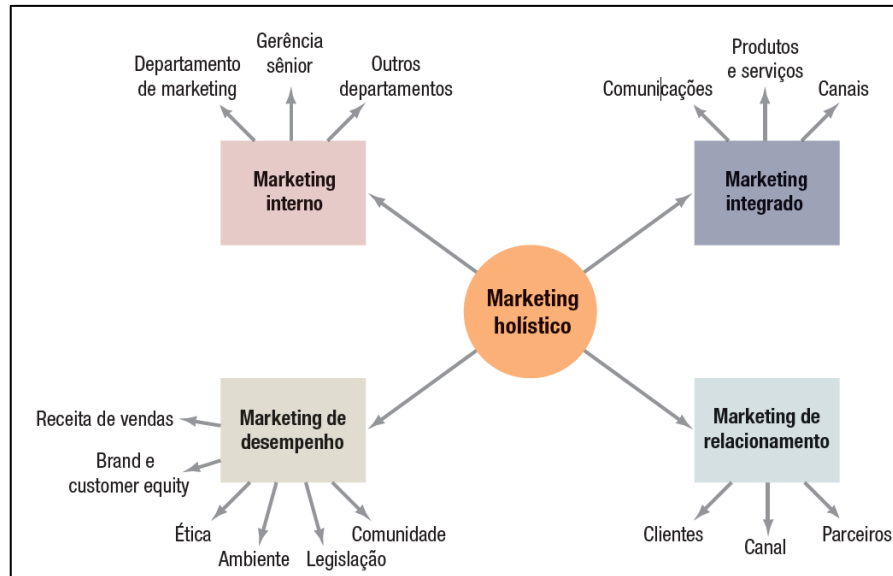 Departamento
de marketing
Gerência
sênior
Outros
departamentos
Marketing
interno
Comunicações
Produtos
e serviços
Canais
Marketing
integrado
Marketing
holístico
Marketing de
desempenho
Receita de vendas
Brand e
customer equity
Ética
Ambiente
Legislação
Comunidade
Marketing de
relacionamento
Clientes
Canal
Parceiros